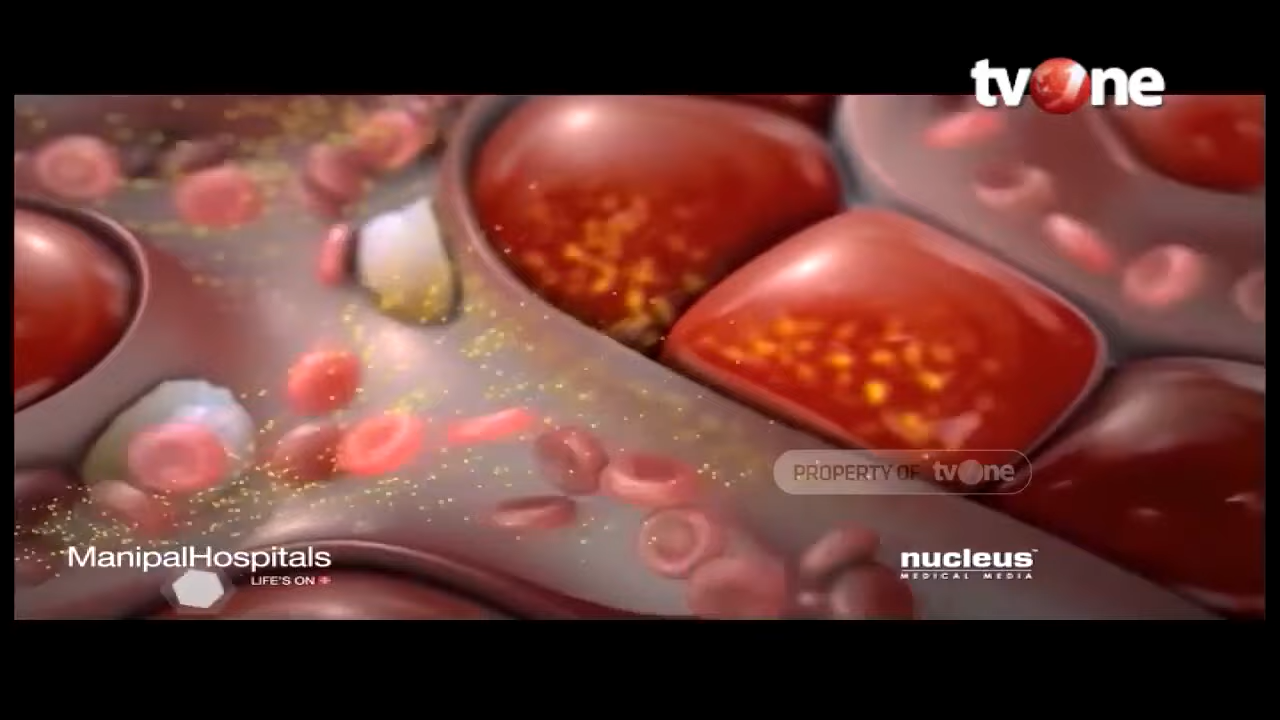 tvOne
PROPERTY OF tvOne
ManipalHospitals
LIFE'S ON
nucleus
MEDICAL MEDIA